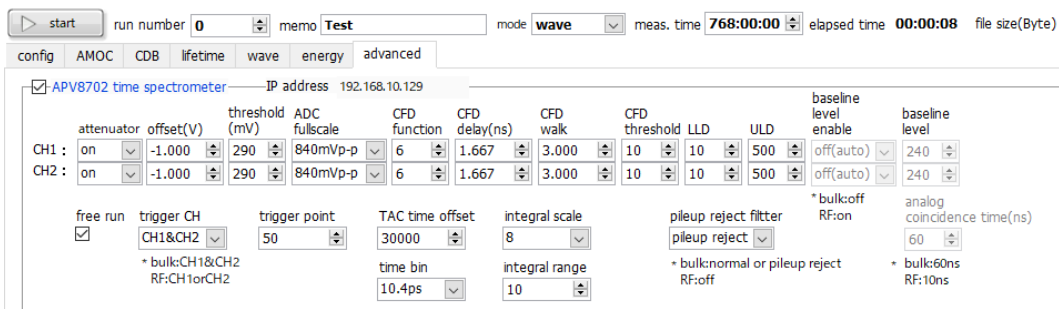 start run number 0 memo Test mode wave meas. time 768:00:00 elapsed time 00:00:08 file size(Byte)
config AMOC CDB lifetime wave energy advanced
APV8702 time spectrometer IP address 192.168.10.129
attenuator offset(V) threshold (mV) ADC fullscale CFD function CFD delay(ns) CFD walk CFD threshold LLD ULD baseline level enable baseline level
CH1 : on -1.000 290 840mVp-p 6 1.667 3.000 10 10 500 off(auto) 240
CH2 : on -1.000 290 840mVp-p 6 1.667 3.000 10 10 500 off(auto) 240
* bulk:off
RF:on
free run trigger CH trigger point TAC time offset integral scale pileup reject filtter analog coincidence time(ns)
CH1&CH2 50 30000 8 pileup reject 60
* bulk:CH1&CH2
RF:CH1orCH2
time bin integral range
10.4ps 10
* bulk:normal or pileup reject
RF:off
* bulk:60ns
RF:10ns